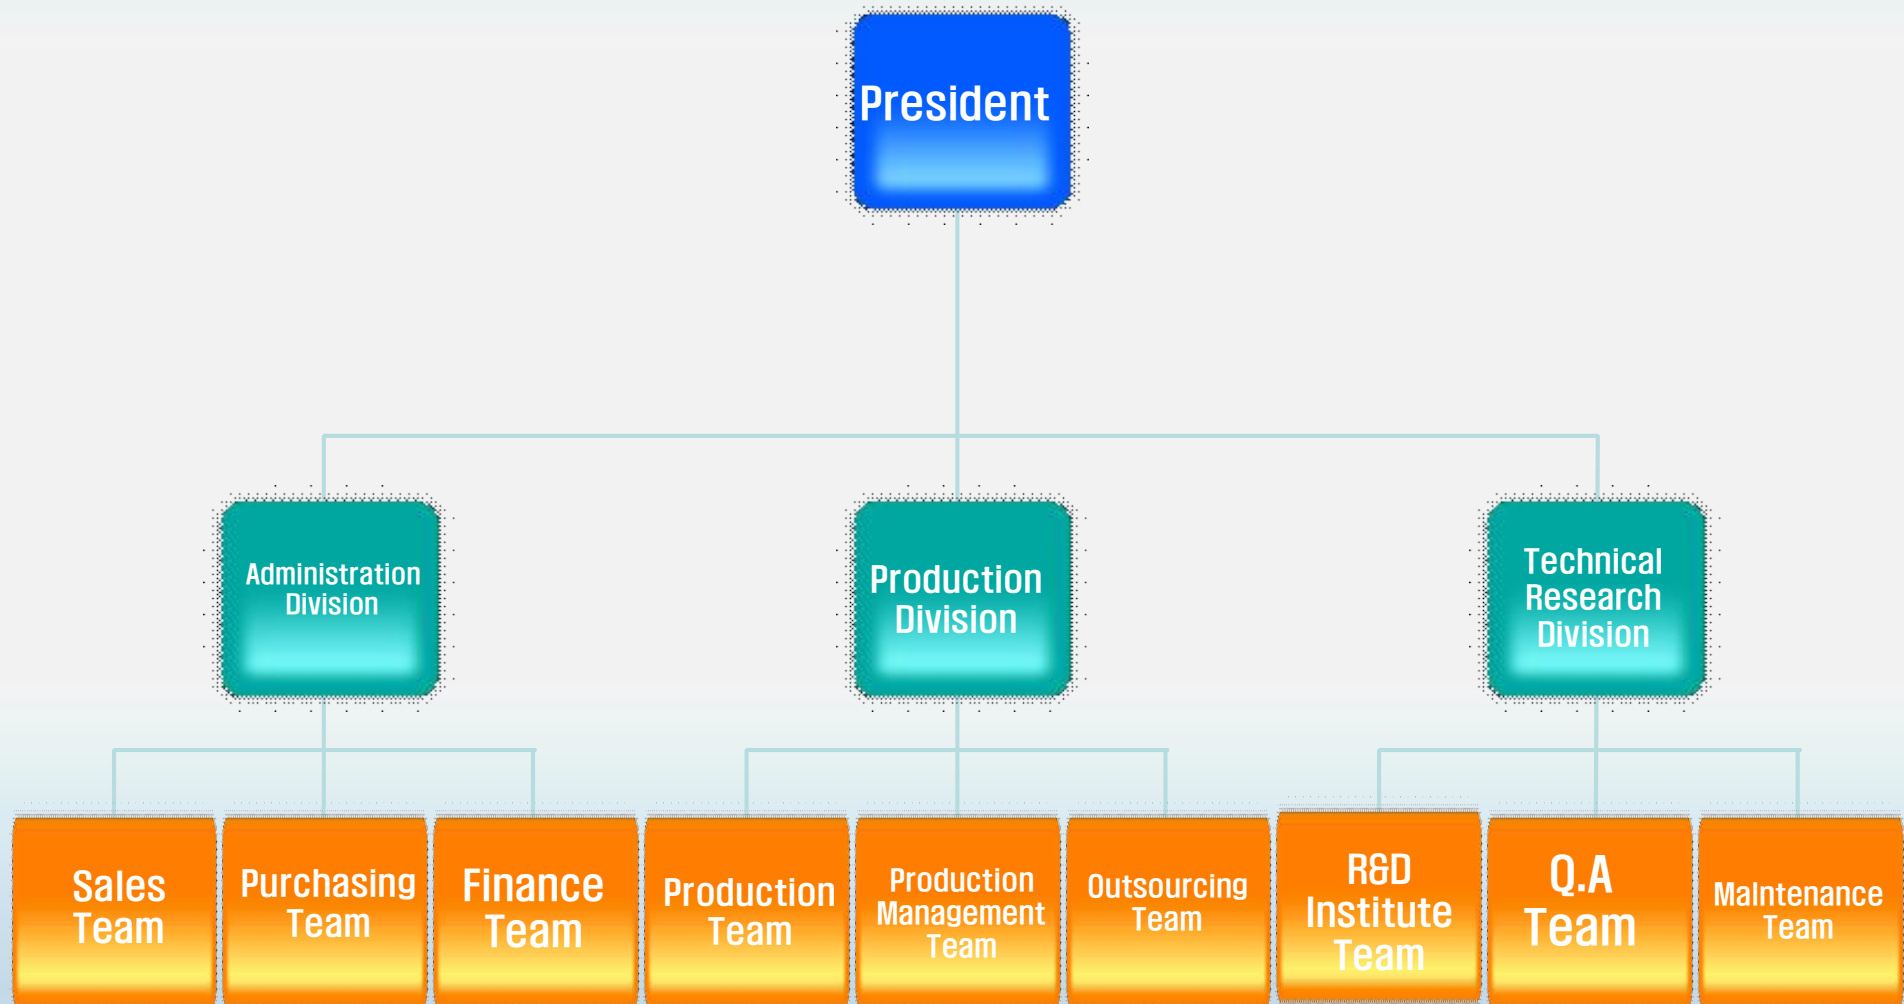 President
Administration
Division
Production
Division
Technical
Research
Division
Sales
Team
Purchasing
Team
Finance
Team
Production
Team
Production
Management
Team
Outsourcing
Team
R&D
Institute
Team
Q.A
Team
MaIntenance
Team